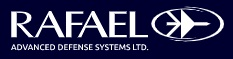 RAFAEL
ADVANCED DEFENSE SYSTEMS LTD.